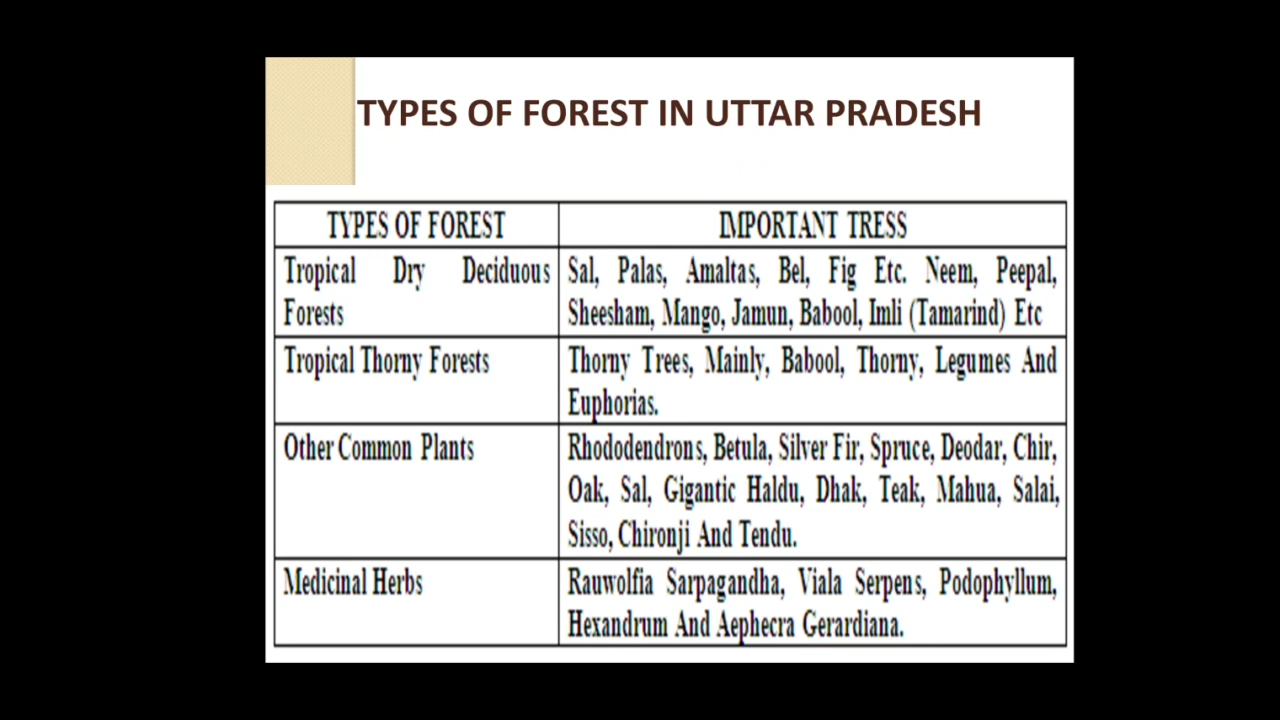 TYPES OF FOREST IN UTTAR PRADESH
TYPES OF FOREST
IMPORTANT TRESS
Tropical Dry Deciduous
Forests
Sal, Palas, Amaltas, Bel, Fig Etc. Neem, Peepal,
Sheesham, Mango, Jamun, Babool, Imli (Tamarind) Etc
Tropical Thorny Forests
Thorny Trees, Mainly, Babool, Thorny, Legumes And
Euphorias.
Other Common Plants
Rhododendrons, Betula, Silver Fir, Spruce, Deodar, Chir,
Oak, Sal, Gigantic Haldu, Dhak, Teak, Mahua, Salai,
Sisso, Chironji And Tendu.
Medicinal Herbs
Rauwolfia Sarpagandha, Viala Serpens, Podophyllum,
Hexandrum And Aephecra Gerardiana.